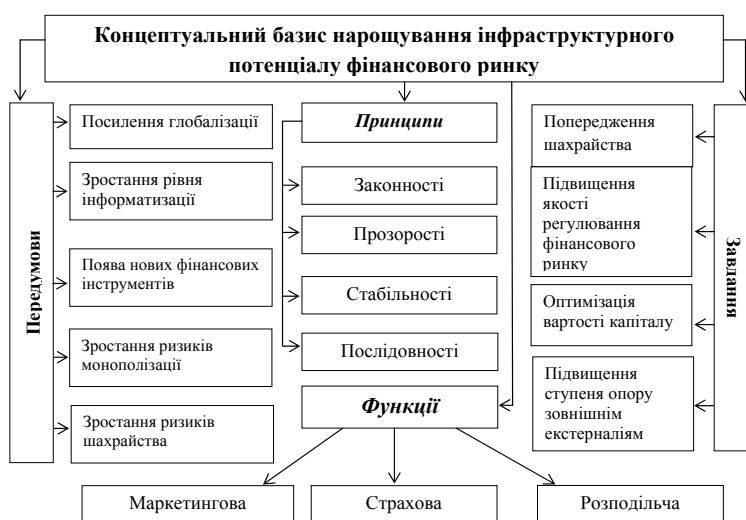 Концептуальний базис нарощування інфраструктурного
потенціалу фінансового ринку
Передумови
Посилення глобалізації
Зростання рівня
інформатизації
Поява нових фінансових
інструментів
Зростання ризиків
монополізації
Зростання ризиків
шахрайства
Принципи
Законності
Прозорості
Стабільності
Послідовності
Функції
Маркетингова
Страхова
Розподільча
Попередження
шахрайства
Підвищення
якості
регулювання
фінансового
ринку
Оптимізація
вартості капіталу
Підвищення
ступеня опору
зовнішнім
екстерналіям
Завдання